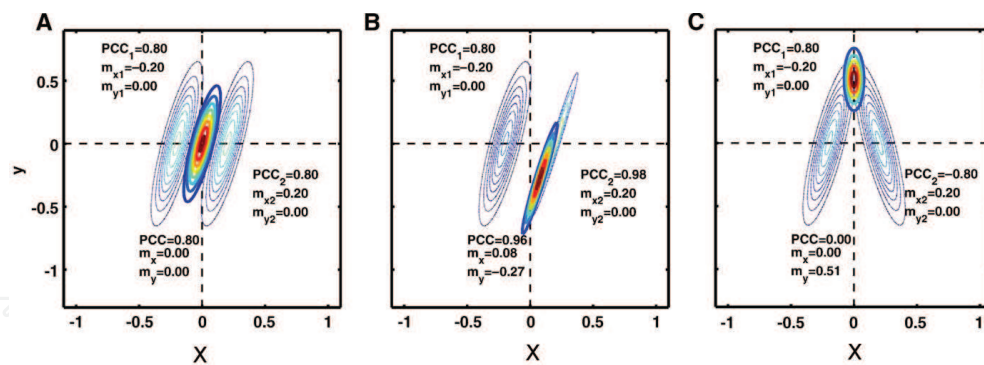 A
PCC1=0.80
mx1=−0.20
my1=0.00
PCC2=0.80
mx2=0.20
my2=0.00
PCC=0.80
mx=0.00
my=0.00
0.5
0
-0.5
-1
y
-1 -0.5 0 0.5 1
X
B
PCC1=0.80
mx1=−0.20
my1=0.00
PCC2=0.98
mx2=0.20
my2=0.00
PCC=0.96
mx=0.08
my=−0.27
-1 -0.5 0 0.5 1
X
C
PCC1=0.80
mx1=−0.20
my1=0.00
PCC2=−0.80
mx2=0.20
my2=0.00
PCC=0.00
mx=0.00
my=0.51
-1 -0.5 0 0.5 1
X